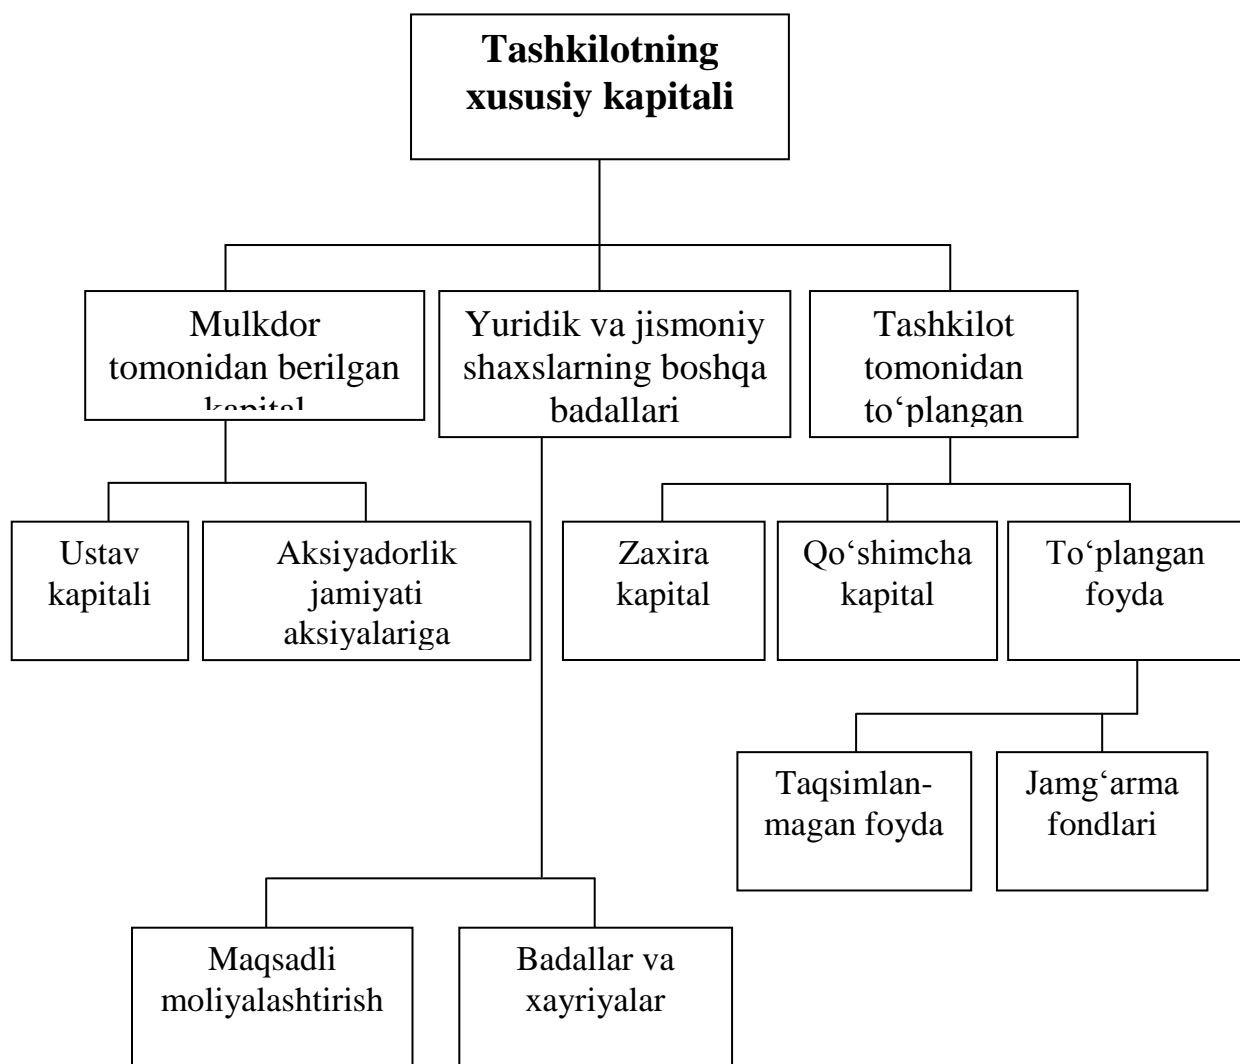 Tashkilotning
xususiy kapitali
Mulkdor
tomonidan berilgan
kapital
Yuridik va jismoniy
shaxslarning boshqa
badallari
Tashkilot
tomonidan
to‘plangan
Ustav
kapitali
Aksiyadorlik
jamiyati
aksiyalariga
Zaxira
kapital
Qo‘shimcha
kapital
To‘plangan
foyda
Taqsimlan-
magan foyda
Jamg‘arma
fondlari
Maqsadli
moliyalashtirish
Badallar va
xayriyalar